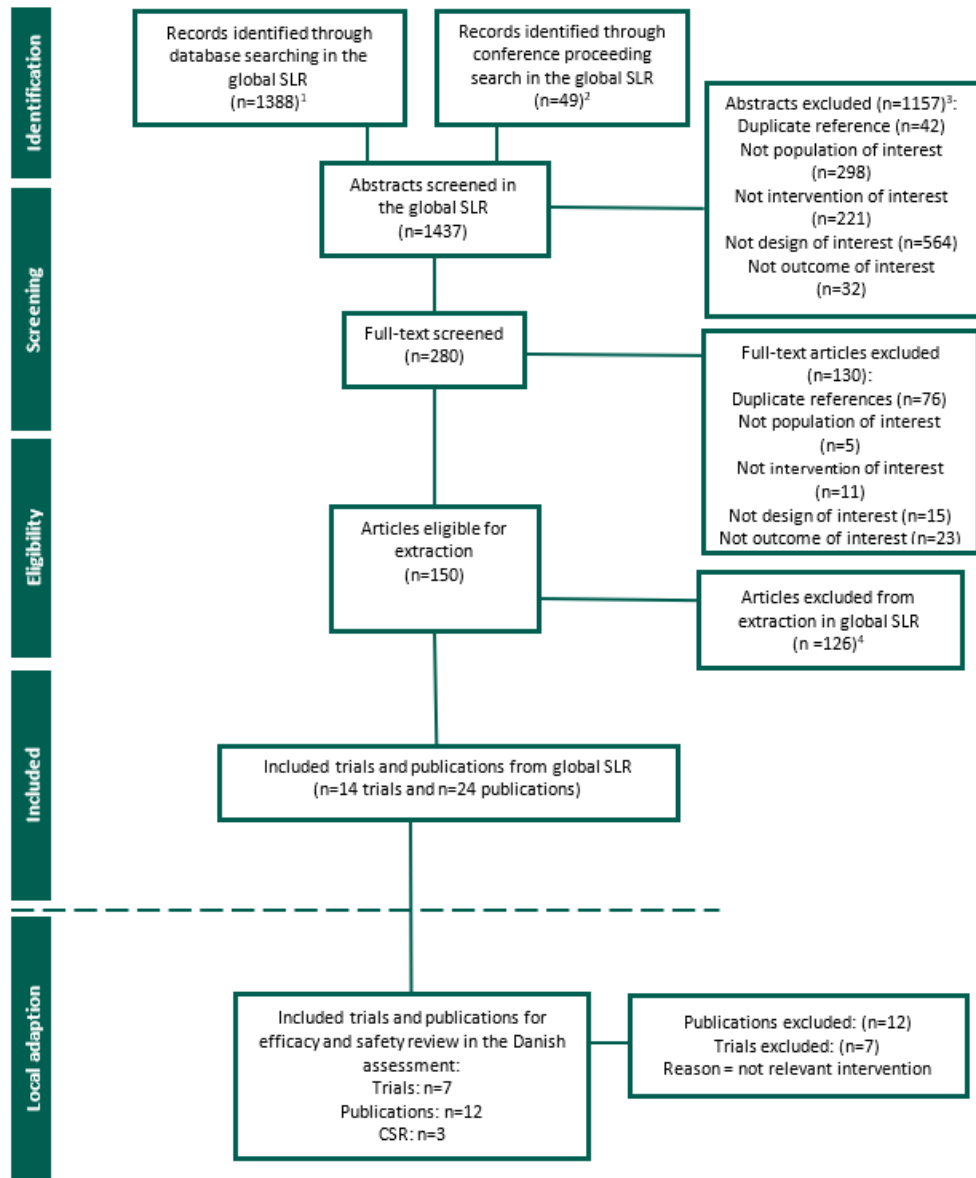 Identification
Records identified through
database searching in the
global SLR
(n=1388)¹
Records identified through
conference proceeding
search in the global SLR
(n=49)²
Abstracts excluded (n=1157)³:
Duplicate reference (n=42)
Not population of interest
(n=298)
Not intervention of interest
(n=221)
Not design of interest (n=564)
Not outcome of interest
(n=32)
Screening
Abstracts screened in
the global SLR
(n=1437)
Full-text screened
(n=280)
Full-text articles excluded
(n=130):
Duplicate references (n=76)
Not population of interest
(n=5)
Not intervention of interest
(n=11)
Not design of interest (n=15)
Not outcome of interest (n=23)
Eligibility
Articles eligible for
extraction
(n=150)
Articles excluded from
extraction in global SLR
(n =126)⁴
Included
Included trials and publications from global SLR
(n=14 trials and n=24 publications)
Local adaption
Included trials and publications for
efficacy and safety review in the Danish
assessment:
Trials: n=7
Publications: n=12
CSR: n=3
Publications excluded: (n=12)
Trials excluded: (n=7)
Reason = not relevant intervention